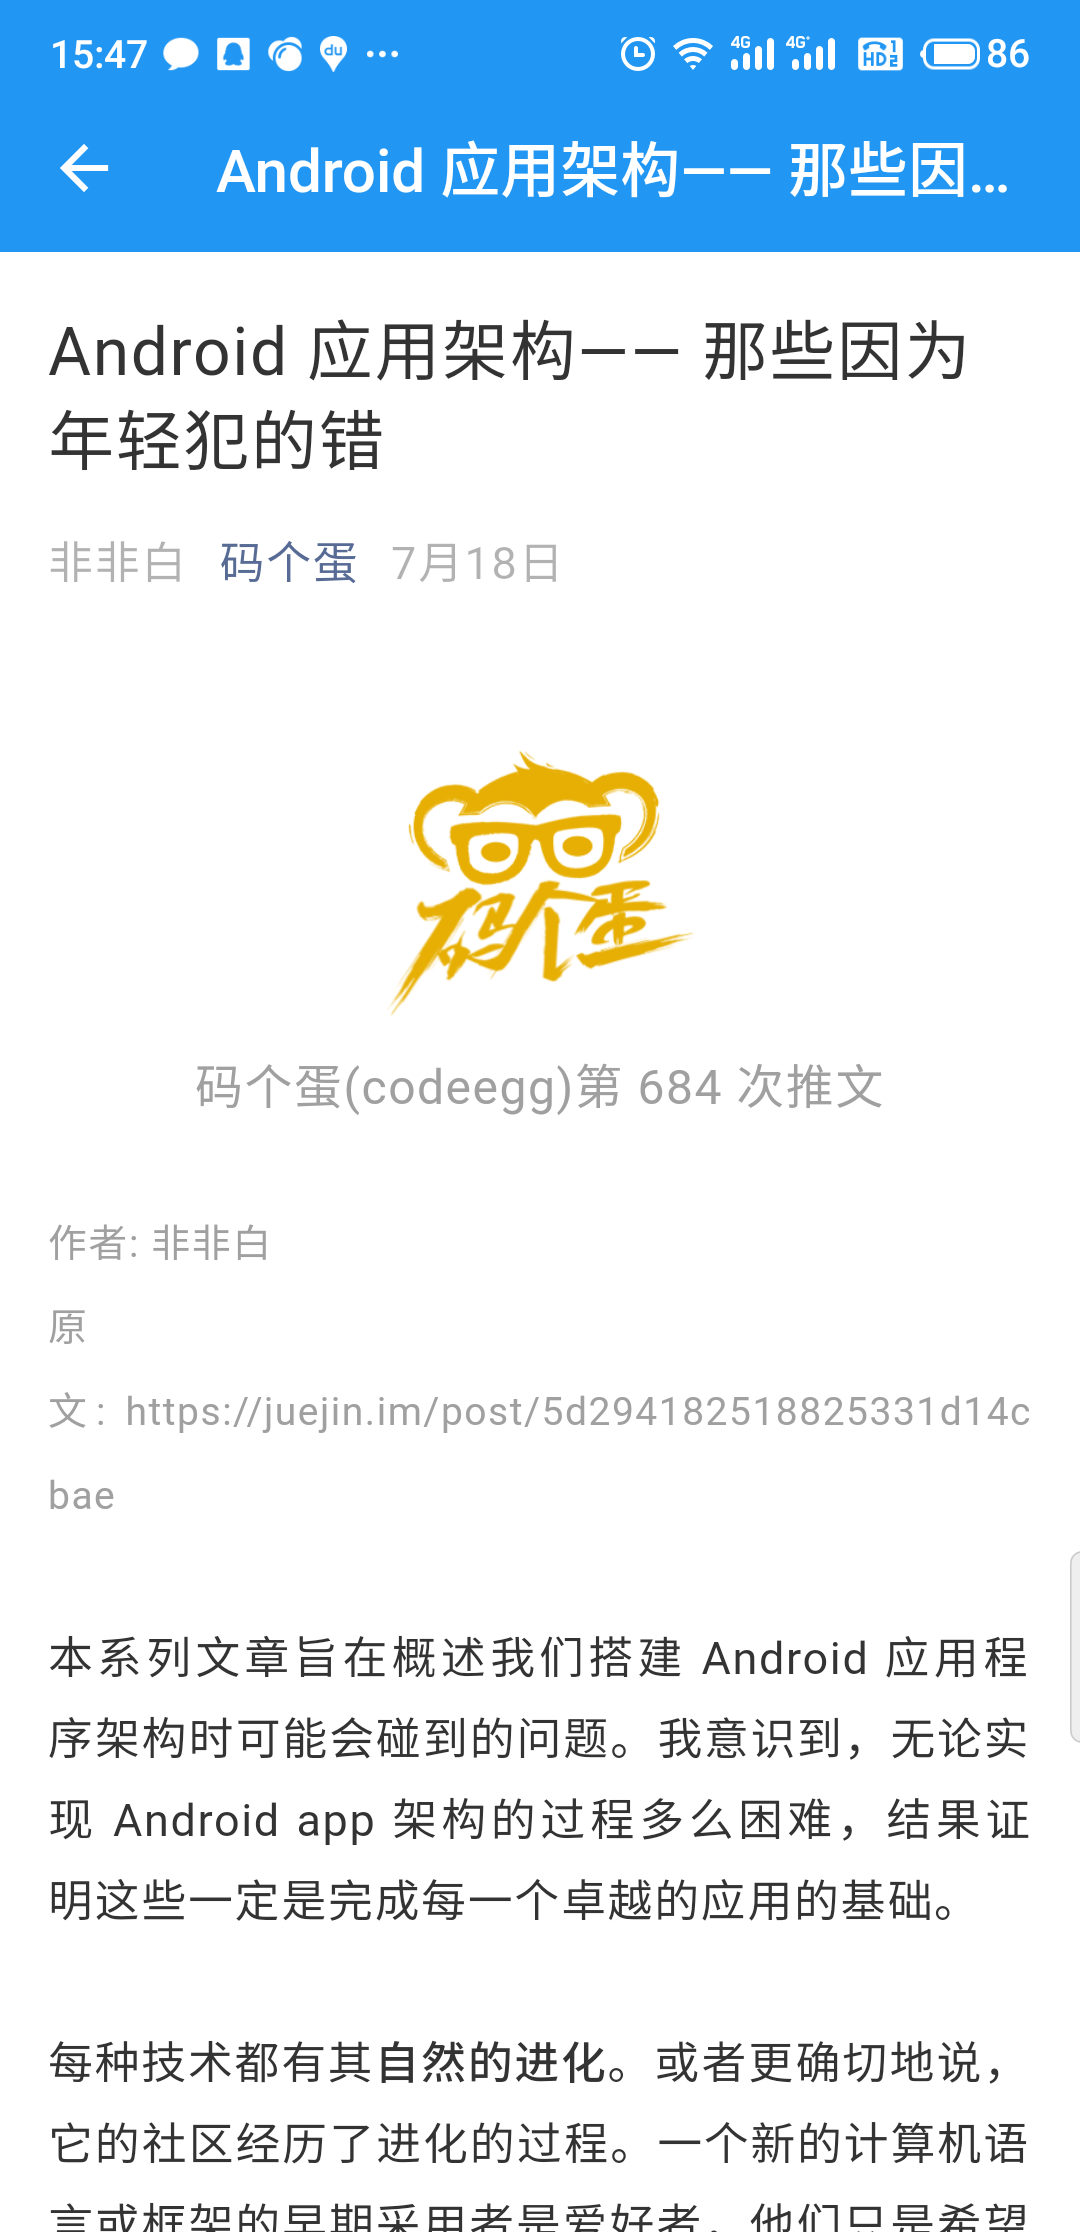 15:47 du ... 4G 4G+ HD 1 2 86
Android 应用架构—— 那些因...
Android 应用架构—— 那些因为
年轻犯的错
非非白 码个蛋 7月18日
码个蛋
码个蛋(codeegg)第 684 次推文
作者: 非非白
原
文: https://juejin.im/post/5d294182518825331d14c
bae
本系列文章旨在概述我们搭建 Android 应用程
序架构时可能会碰到的问题。我意识到，无论实
现 Android app 架构的过程多么困难，结果证
明这些一定是完成每一个卓越的应用的基础。
每种技术都有其自然的进化。或者更确切地说，
它的社区经历了进化的过程。一个新的计算机语
言或框架的早期采用者是爱好者，他们只是希望